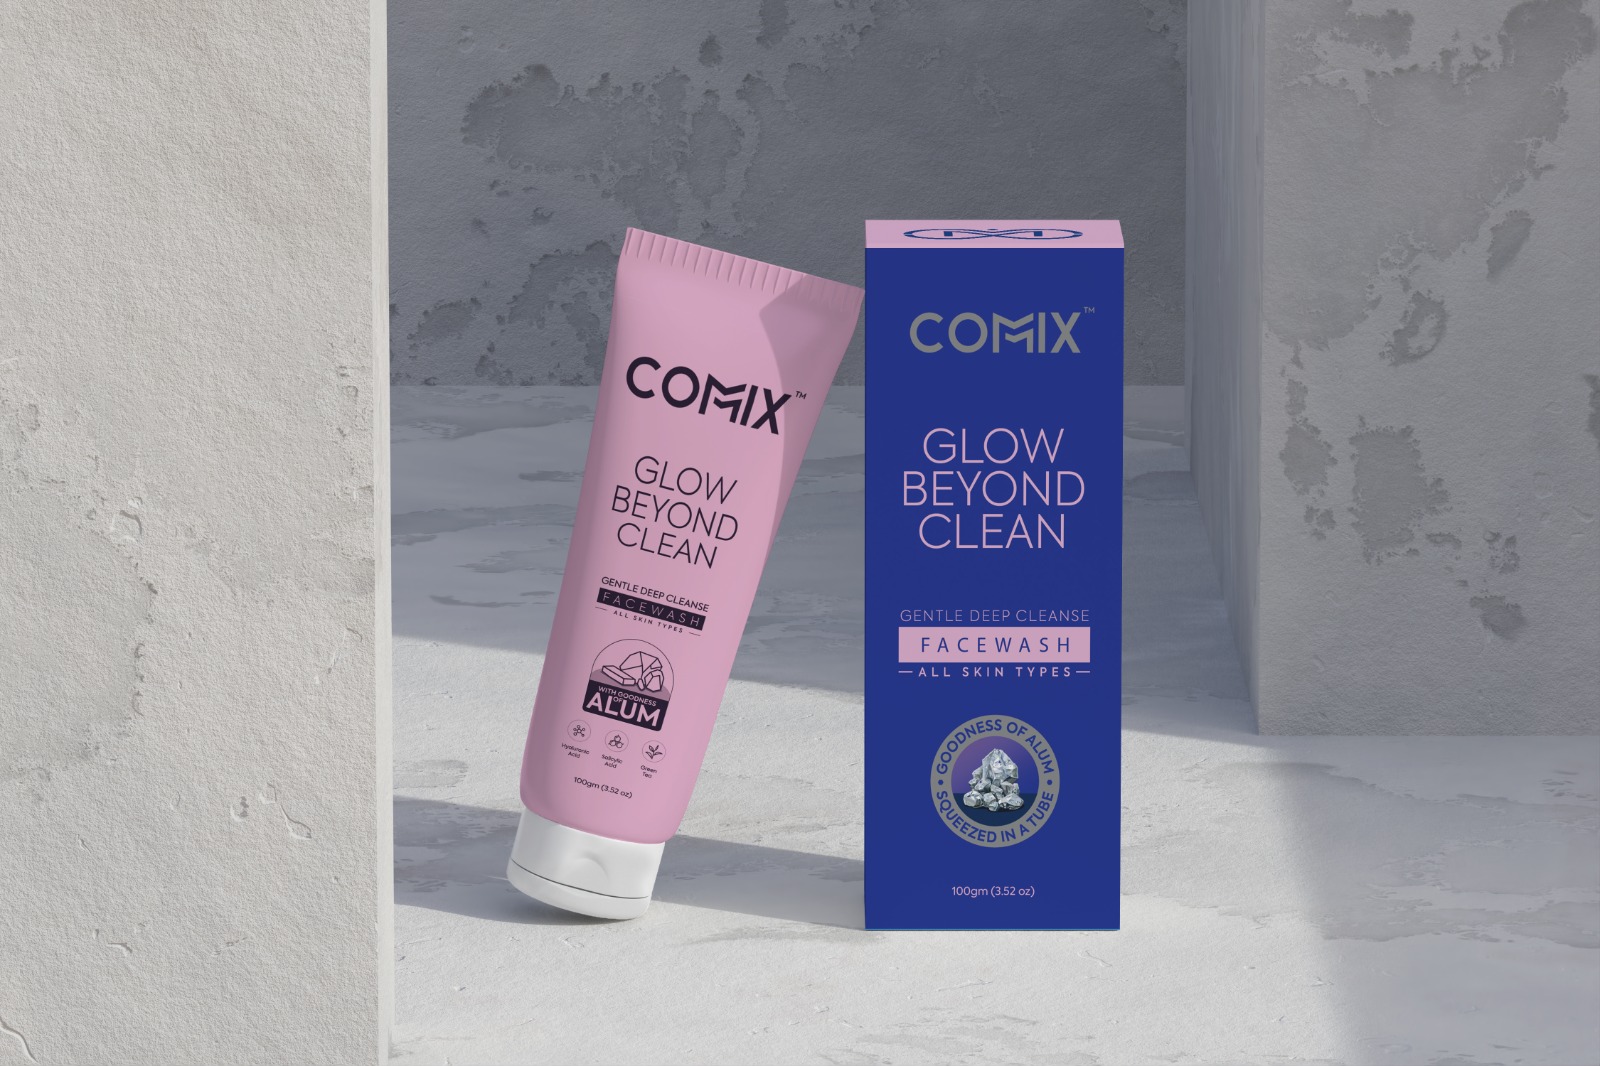 COMIX™
GLOW
BEYOND
CLEAN
GENTLE DEEP CLEANSE
FACEWASH
ALL SKIN TYPES
WITH GOODNESS
OF
ALUM
Hyaluronic
Acid
Salicylic
Acid
Green
Tea
100gm (3.52 oz)
COMIX™
GLOW
BEYOND
CLEAN
GENTLE DEEP CLEANSE
FACEWASH
ALL SKIN TYPES
• GOODNESS OF ALUM •
SQUEEZED IN A TUBE
100gm (3.52 oz)